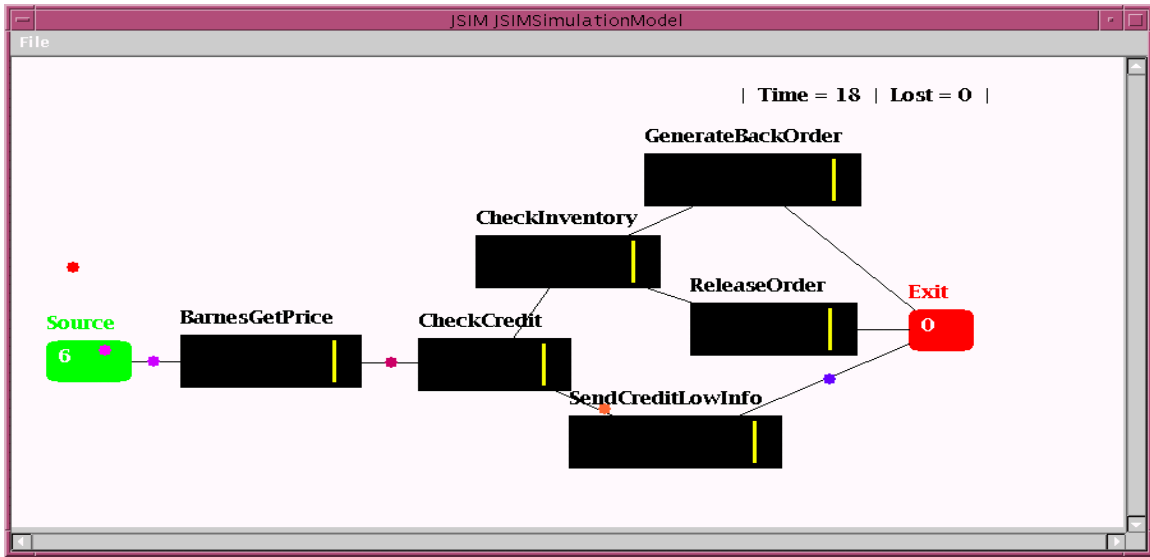 JSIM JSIMSimulationModel
File
| Time = 18 | Lost = 0 |
GenerateBackOrder
CheckInventory
ReleaseOrder
Exit
0
Source
6
BarnesGetPrice
CheckCredit
SendCreditLowInfo